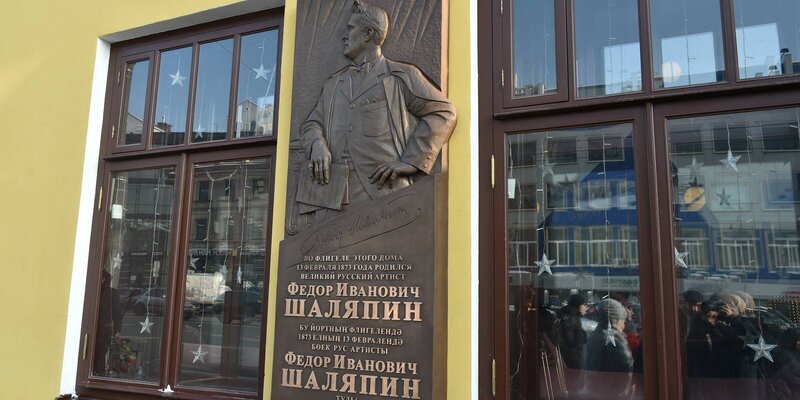 ВО ФЛИГЕЛЕ ЭТОГО ДОМА
13 ФЕВРАЛЯ 1873 ГОДА РОДИЛСЯ
ВЕЛИКИЙ РУССКИЙ АРТИСТ
ФЕДОР ИВАНОВИЧ
ШАЛЯПИН
БУ ЙОРТНЫҢ ФЛИГЕЛЕНДӘ
1873 ЕЛНЫҢ 13 ФЕВРАЛЕНДӘ
БӨЕК РУС АРТИСТЫ
ФЕДОР ИВАНОВИЧ
ШАЛЯПИН